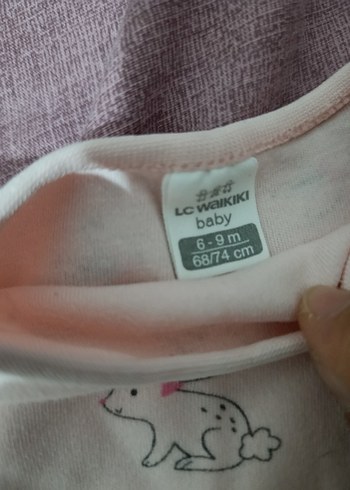 LC WAIKIKI
baby
6 - 9 m
68/74 cm